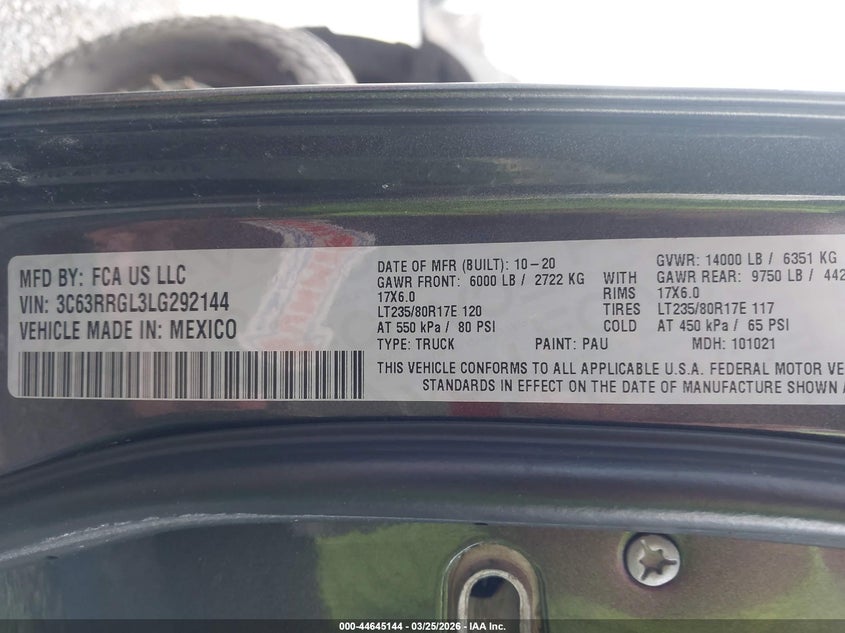 MFD BY: FCA US LLC
VIN: 3C63RRGL3LG292144
VEHICLE MADE IN: MEXICO
DATE OF MFR (BUILT): 10-20
GVWR: 14000 LB / 6351 KG
GAWR FRONT: 6000 LB / 2722 KG WITH GAWR REAR: 9750 LB / 442
17X6.0 RIMS 17X6.0
LT235/80R17E 120 TIRES LT235/80R17E 117
AT 550 kPa / 80 PSI COLD AT 450 kPa / 65 PSI
TYPE: TRUCK PAINT: PAU MDH: 101021
THIS VEHICLE CONFORMS TO ALL APPLICABLE U.S.A. FEDERAL MOTOR VE
STANDARDS IN EFFECT ON THE DATE OF MANUFACTURE SHOWN A
000-44645144 - 03/25/2026 - IAA Inc.